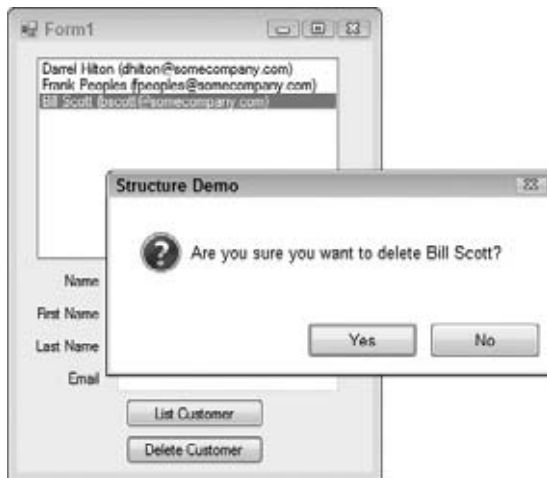 Form1
Darrel Hilton (dhilton@somecompany.com)
Frank Peoples (fpeoples@somecompany.com)
Bill Scott (bscott@somecompany.com)
Structure Demo
Are you sure you want to delete Bill Scott?
Yes No
Name
First Name
Last Name
Email
List Customer
Delete Customer